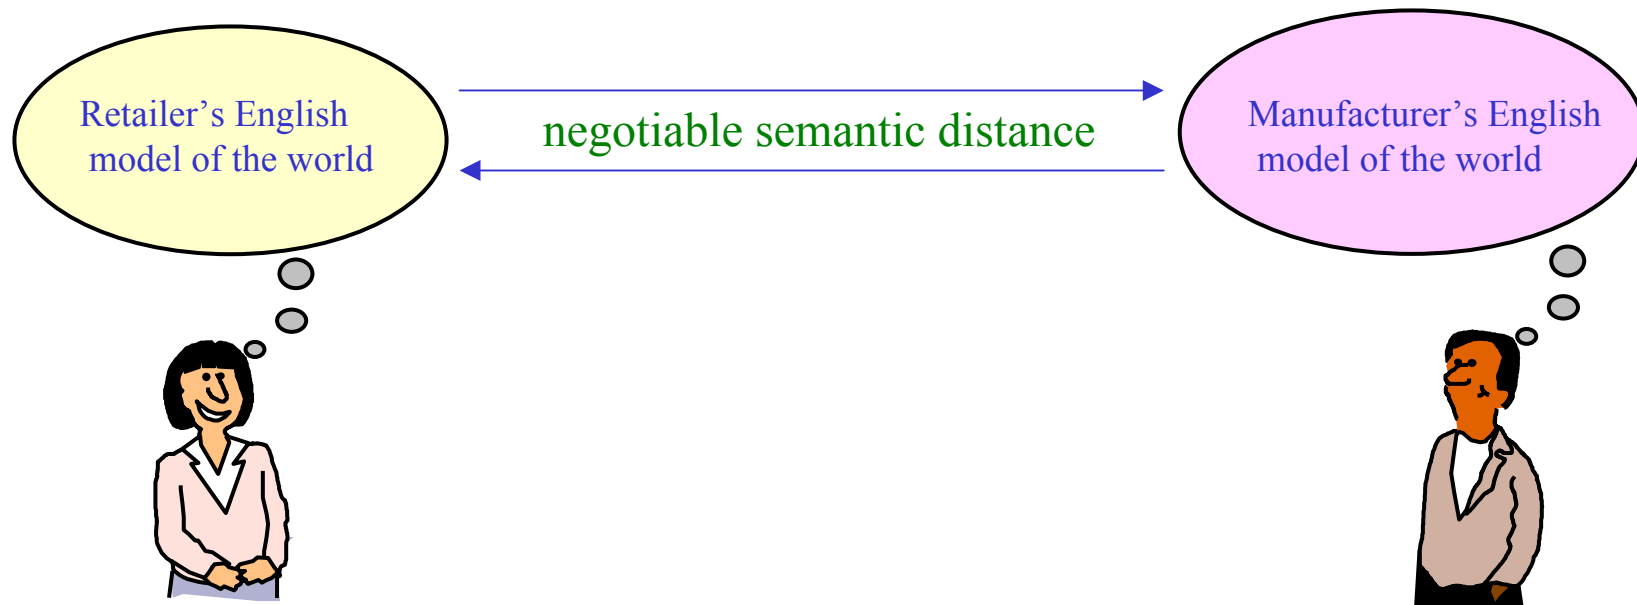 Retailer’s English
model of the world
negotiable semantic distance
Manufacturer’s English
model of the world